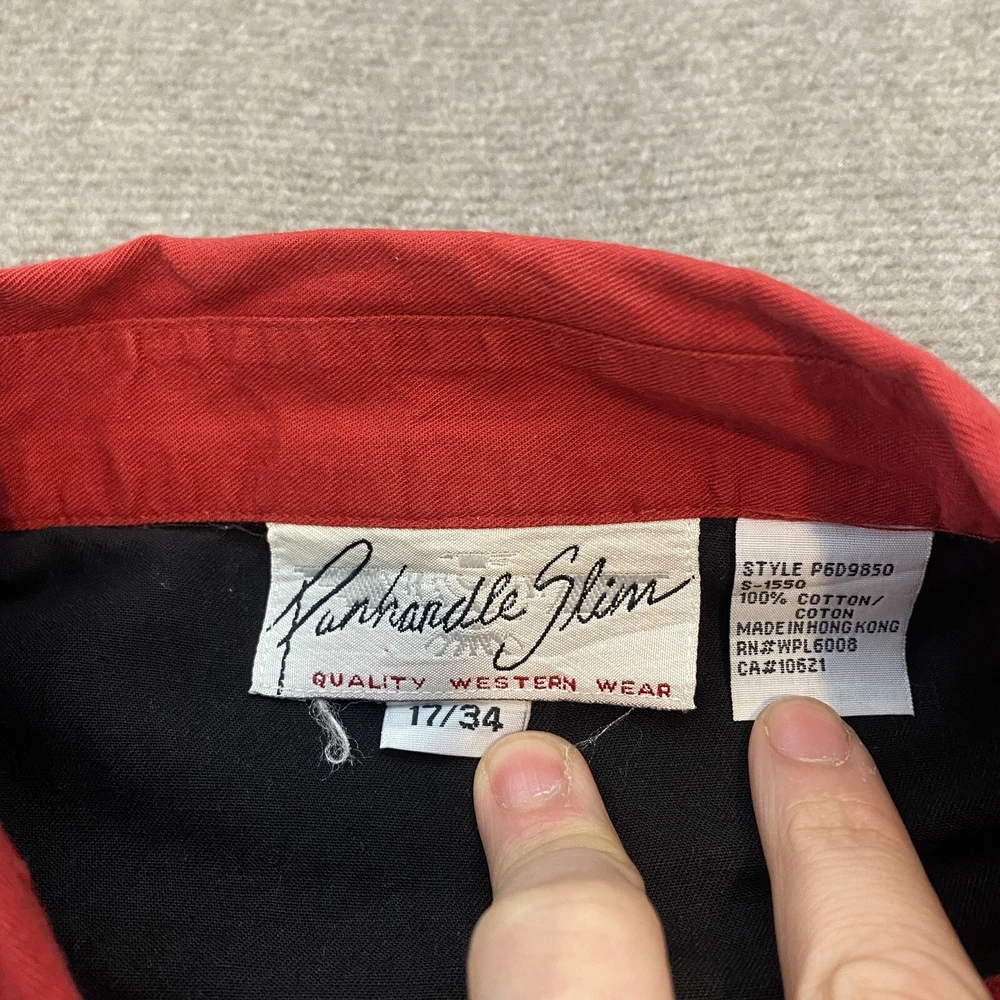 Panhandle Slim
QUALITY WESTERN WEAR
17/34
STYLE P6D9850
S-1550
100% COTTON/
COTON
MADE IN HONG KONG
RN#WPL6008
CA#10621